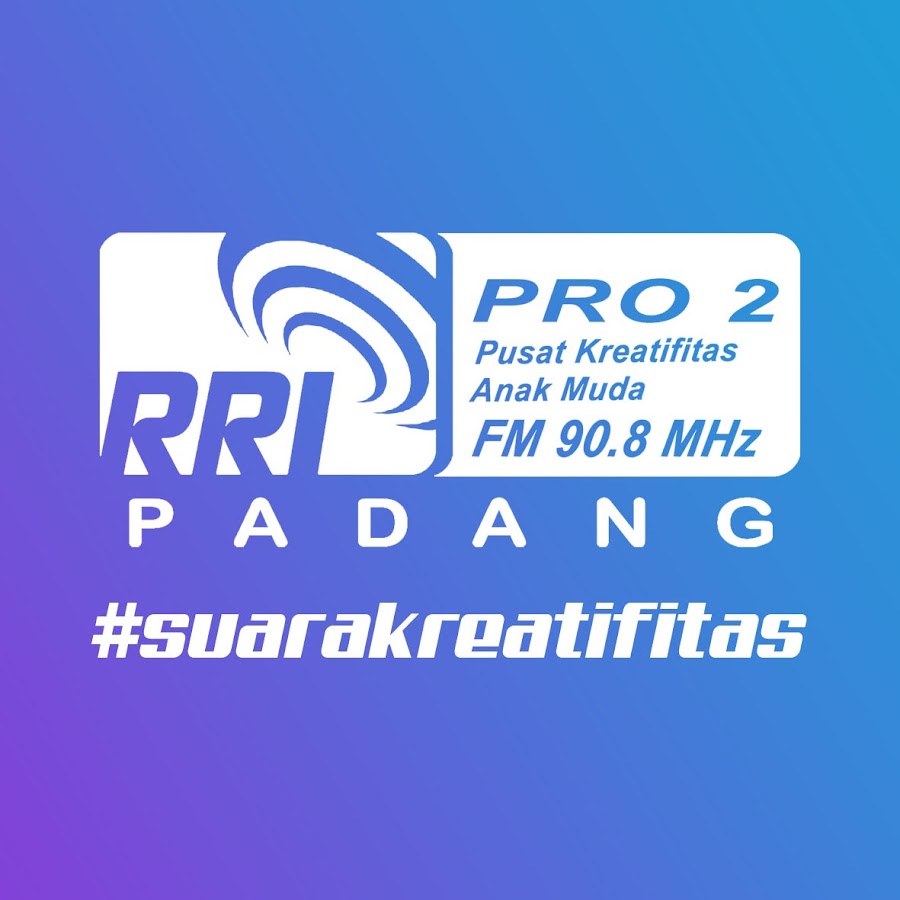 RRI
PRO 2
Pusat Kreatifitas
Anak Muda
FM 90.8 MHz
PADANG
#suarakreatifitas